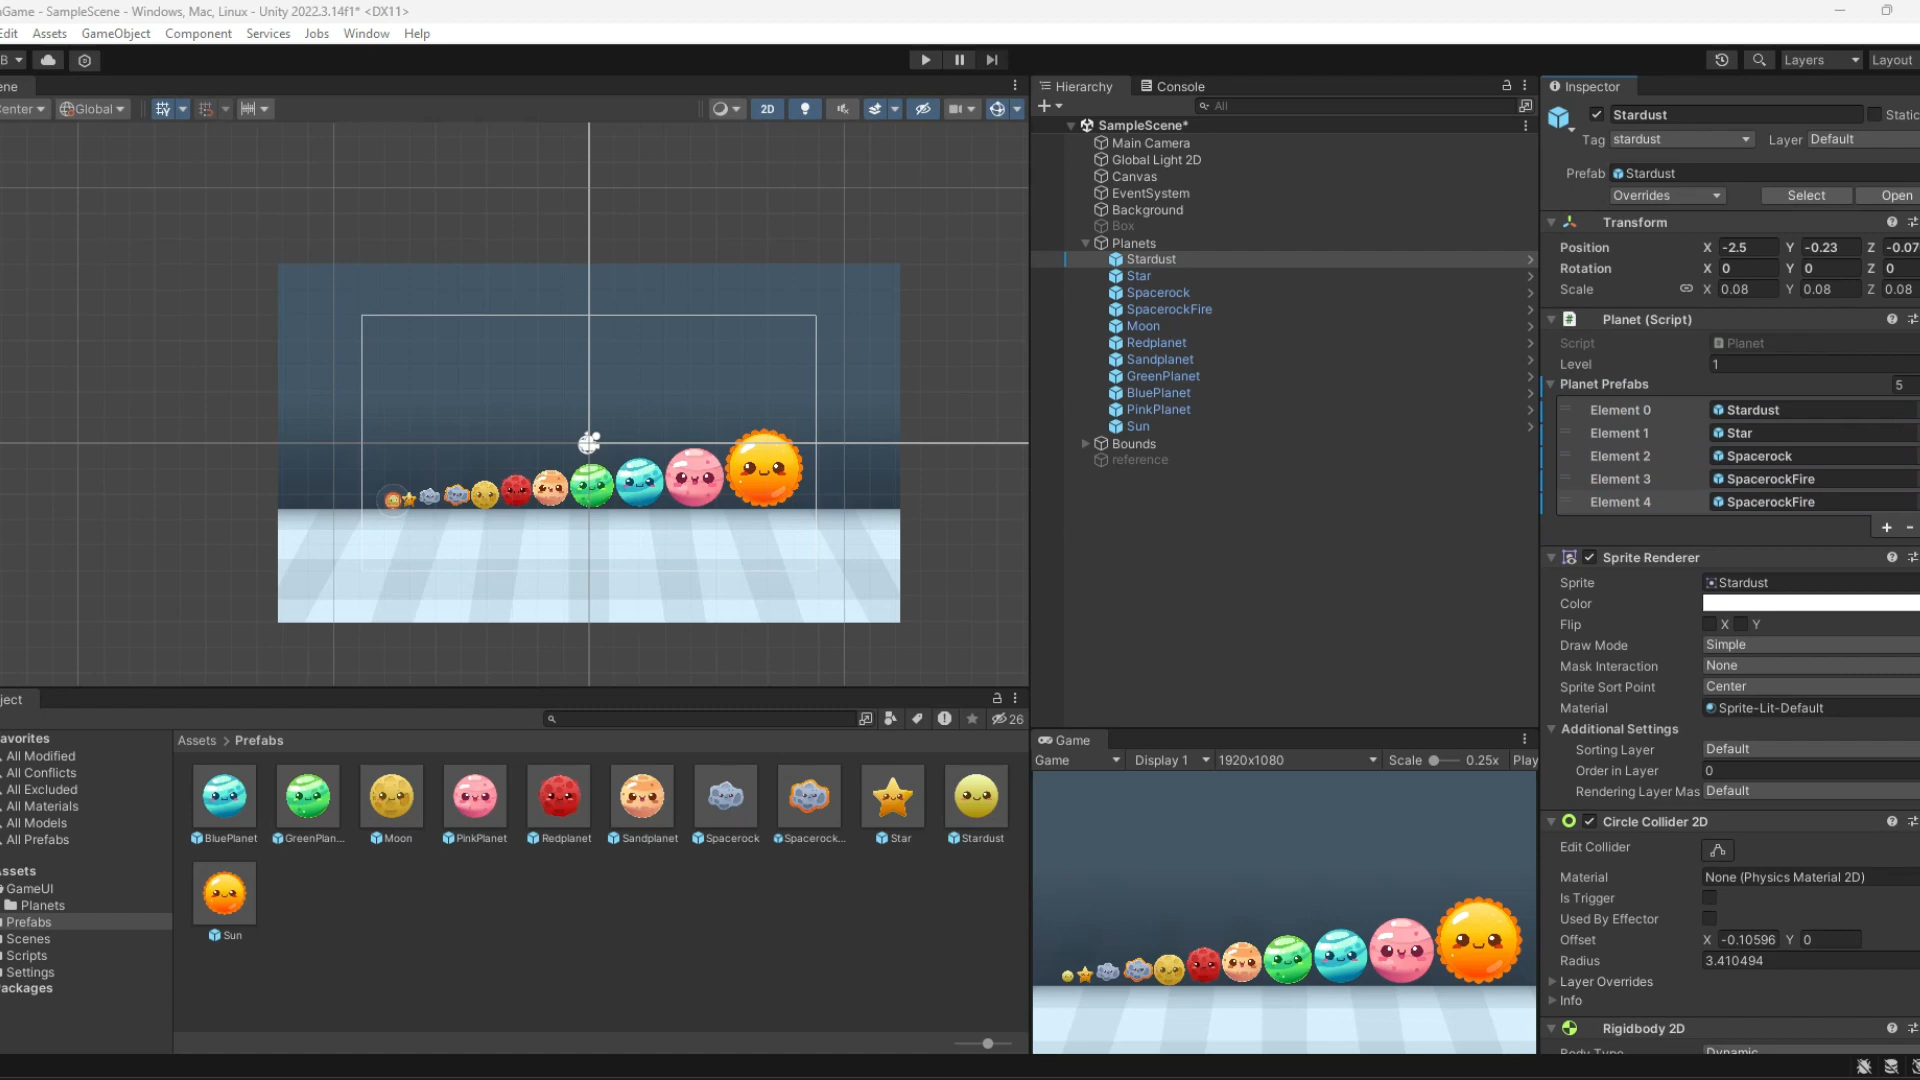 aGame - SampleScene - Windows, Mac, Linux - Unity 2022.3.14f1* <DX11>
Edit Assets GameObject Component Services Jobs Window Help
B
Layers
Layout
ene
enter
Global
2D
Hierarchy
Console
All
SampleScene*
Main Camera
Global Light 2D
Canvas
EventSystem
Background
Box
Planets
Stardust
Star
Spacerock
SpacerockFire
Moon
Redplanet
Sandplanet
GreenPlanet
BluePlanet
PinkPlanet
Sun
Bounds
reference
Inspector
Stardust
Static
Tag stardust
Layer Default
Prefab Stardust
Overrides Select Open
Transform
Position X -2.5 Y -0.23 Z -0.07
Rotation X 0 Y 0 Z 0
Scale X 0.08 Y 0.08 Z 0.08
Planet (Script)
Script Planet
Level 1
Planet Prefabs 5
Element 0 Stardust
Element 1 Star
Element 2 Spacerock
Element 3 SpacerockFire
Element 4 SpacerockFire
+ -
Sprite Renderer
Sprite Stardust
Color
Flip X Y
Draw Mode Simple
Mask Interaction None
Sprite Sort Point Center
Material Sprite-Lit-Default
Additional Settings
Sorting Layer Default
Order in Layer 0
Rendering Layer Mas Default
Circle Collider 2D
Edit Collider
Material None (Physics Material 2D)
Is Trigger
Used By Effector
Offset X -0.10596 Y 0
Radius 3.410494
Layer Overrides
Info
Rigidbody 2D
Body Type Dynamic
ject
26
avorites
All Modified
All Conflicts
All Excluded
All Materials
All Models
All Prefabs
ssets
GameUI
Planets
Prefabs
Scenes
Scripts
Settings
ackages
Assets > Prefabs
BluePlanet GreenPlan... Moon PinkPlanet Redplanet Sandplanet Spacerock Spacerock... Star Stardust
Sun
Game
Game Display 1 1920x1080 Scale 0.25x Play